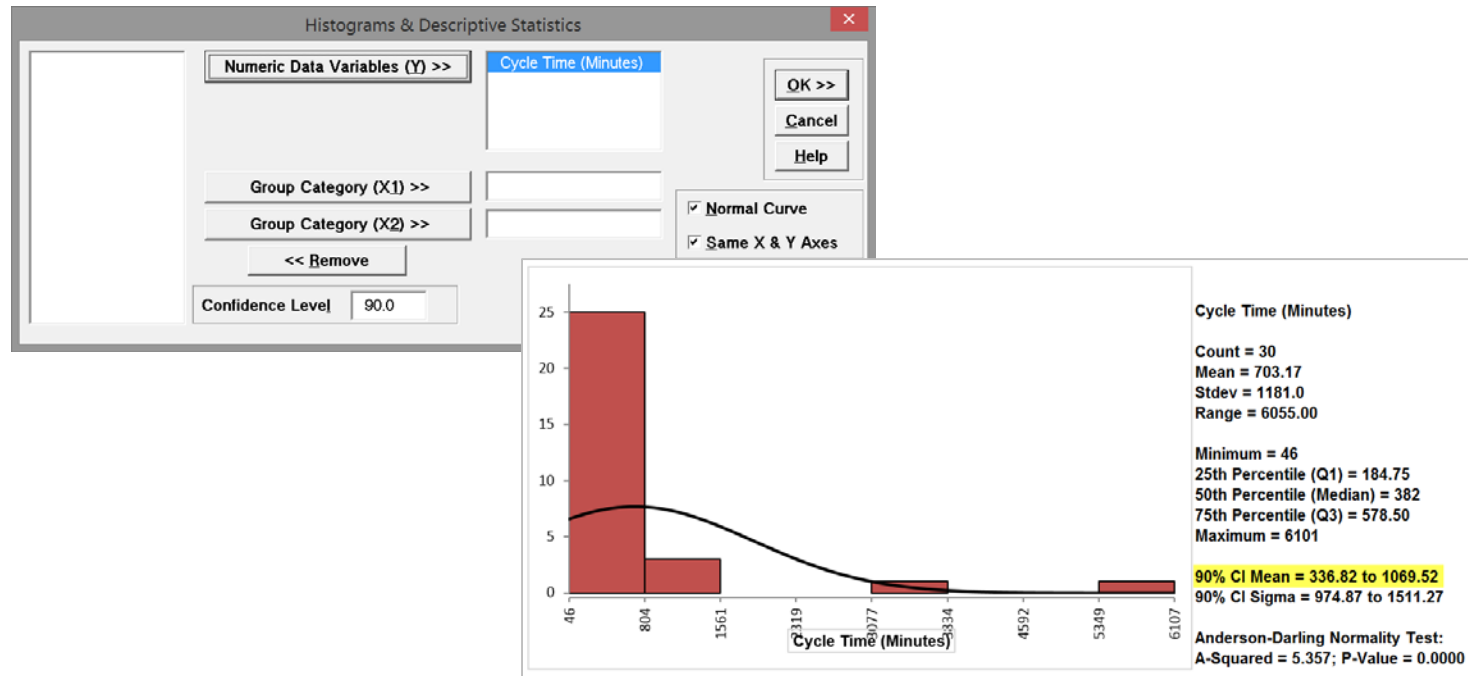 Histograms & Descriptive Statistics
Numeric Data Variables (Y) >>
Cycle Time (Minutes)
OK >>
Cancel
Help
Group Category (X1) >>
Group Category (X2) >>
<< Remove
Normal Curve
Same X & Y Axes
Confidence Level 90.0
25
20
15
10
5
0
46 804 1561 2319 3077 3834 4592 5349 6107
Cycle Time (Minutes)
Cycle Time (Minutes)
Count = 30
Mean = 703.17
Stdev = 1181.0
Range = 6055.00
Minimum = 46
25th Percentile (Q1) = 184.75
50th Percentile (Median) = 382
75th Percentile (Q3) = 578.50
Maximum = 6101
90% CI Mean = 336.82 to 1069.52
90% CI Sigma = 974.87 to 1511.27
Anderson-Darling Normality Test:
A-Squared = 5.357; P-Value = 0.0000